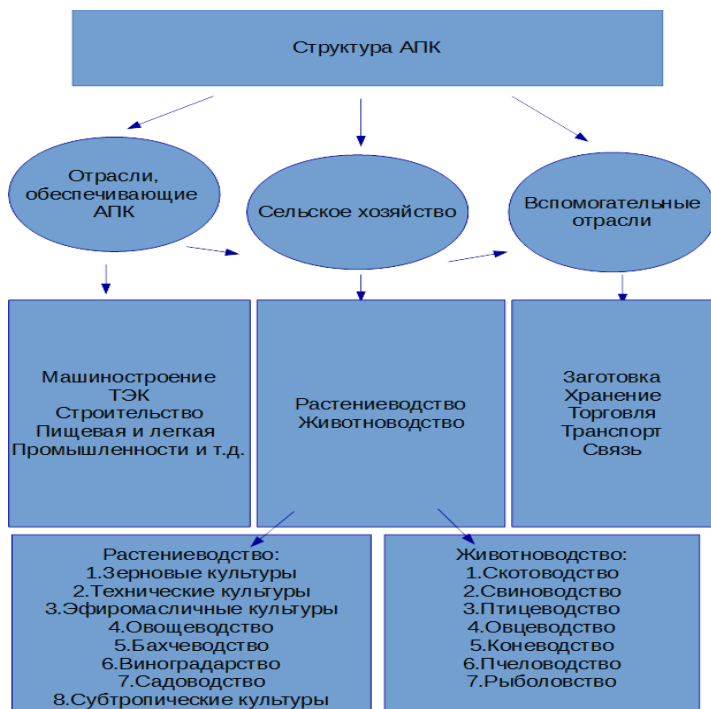 Структура АПК
Отрасли,
обеспечивающие
АПК
Сельское хозяйство
Вспомогательные
отрасли
Машиностроение
ТЭК
Строительство
Пищевая и легкая
Промышленности и т.д.
Растениеводство
Животноводство
Заготовка
Хранение
Торговля
Транспорт
Связь
Растениеводство:
1.Зерновые культуры
2.Технические культуры
3.Эфиромасличные культуры
4.Овощеводство
5.Бахчеводство
6.Виноградарство
7.Садоводство
8.Субтропические культуры
Животноводство:
1.Скотоводство
2.Свиноводство
3.Птицеводство
4.Овцеводство
5.Коневодство
6.Пчеловодство
7.Рыболовство